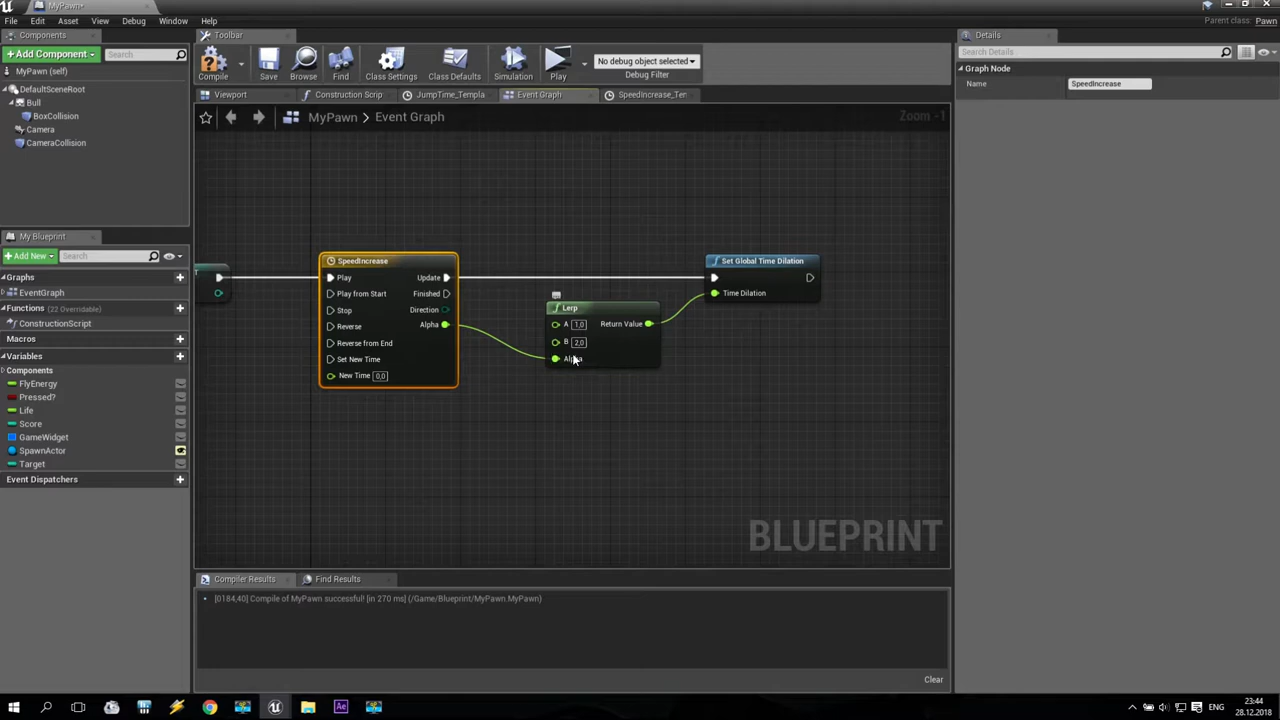 MyPawn*
File
Edit
Asset
View
Debug
Window
Help
Parent class: Pawn
Components
Toolbar
Details
Add Component
Search
Compile
Save
Browse
Find
Class Settings
Class Defaults
Simulation
Play
No debug object selected
Debug Filter
Search Details
MyPawn (self)
Graph Node
Name
SpeedIncrease
DefaultSceneRoot
Bull
BoxCollision
Camera
CameraCollision
Viewport
Construction Scrip
JumpTime_Templa
Event Graph
SpeedIncrease_Ten
MyPawn > Event Graph
Zoom -1
My Blueprint
Add New
Search
Graphs
EventGraph
Functions (22 Overridable)
ConstructionScript
Macros
Variables
Components
FlyEnergy
Pressed?
Life
Score
GameWidget
SpawnActor
Target
Event Dispatchers
SpeedIncrease
Play
Update
Play from Start
Finished
Stop
Direction
Reverse
Alpha
Reverse from End
Set New Time
New Time 0,0
Lerp
A 1,0
Return Value
B 2,0
Alpha
Set Global Time Dilation
Time Dilation
BLUEPRINT
Compiler Results
Find Results
[0184,40] Compile of MyPawn successful! [in 270 ms] (/Game/Blueprint/MyPawn.MyPawn)
Clear
Ae
ENG
23:44
28.12.2018